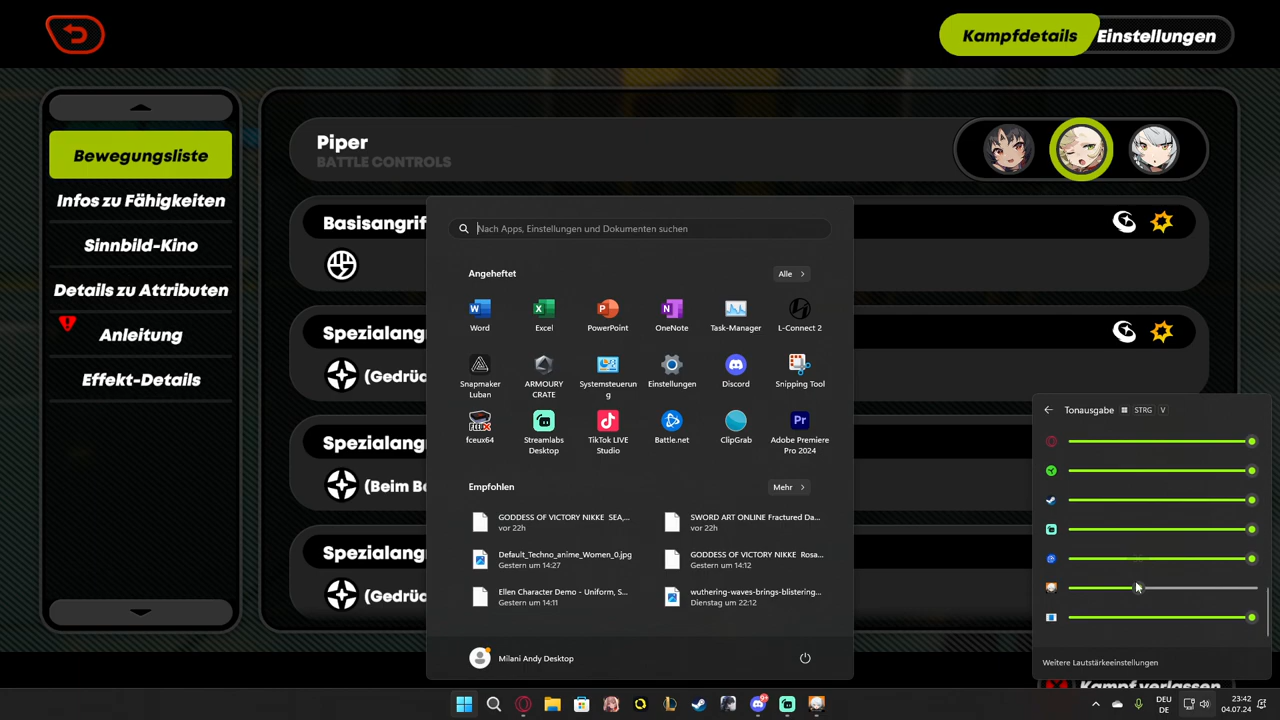 Kampfdetails
Einstellungen
Bewegungsliste
Infos zu Fähigkeiten
Sinnbild-Kino
Details zu Attributen
Anleitung
Effekt-Details
Piper
BATTLE CONTROLS
Basisangrif
Spezialang
(Gedrüc
Spezialang
(Beim B
Spezialang
(Gedrüc
Nach Apps, Einstellungen und Dokumenten suchen
Angeheftet
Alle
Word
Excel
PowerPoint
OneNote
Task-Manager
L-Connect 2
Snapmaker
Luban
ARMOURY
CRATE
Systemsteuerun
g
Einstellungen
Discord
Snipping Tool
fceux64
Streamlabs
Desktop
TikTok LIVE
Studio
Battle.net
ClipGrab
Adobe Premiere
Pro 2024
Empfohlen
Mehr
GODDESS OF VICTORY NIKKE  SEA,...
vor 22h
SWORD ART ONLINE Fractured Da...
vor 22h
Default_Techno_anime_Women_0.jpg
Gestern um 14:27
GODDESS OF VICTORY NIKKE  Rosa...
Gestern um 14:12
Ellen Character Demo - Uniform, S...
Gestern um 14:11
wuthering-waves-brings-blistering...
Dienstag um 22:12
Milani Andy Desktop
Tonausgabe
STRG
V
Weitere Lautstärkeeinstellungen
Kampf verlassen
DEU
DE
23:42
04.07.24